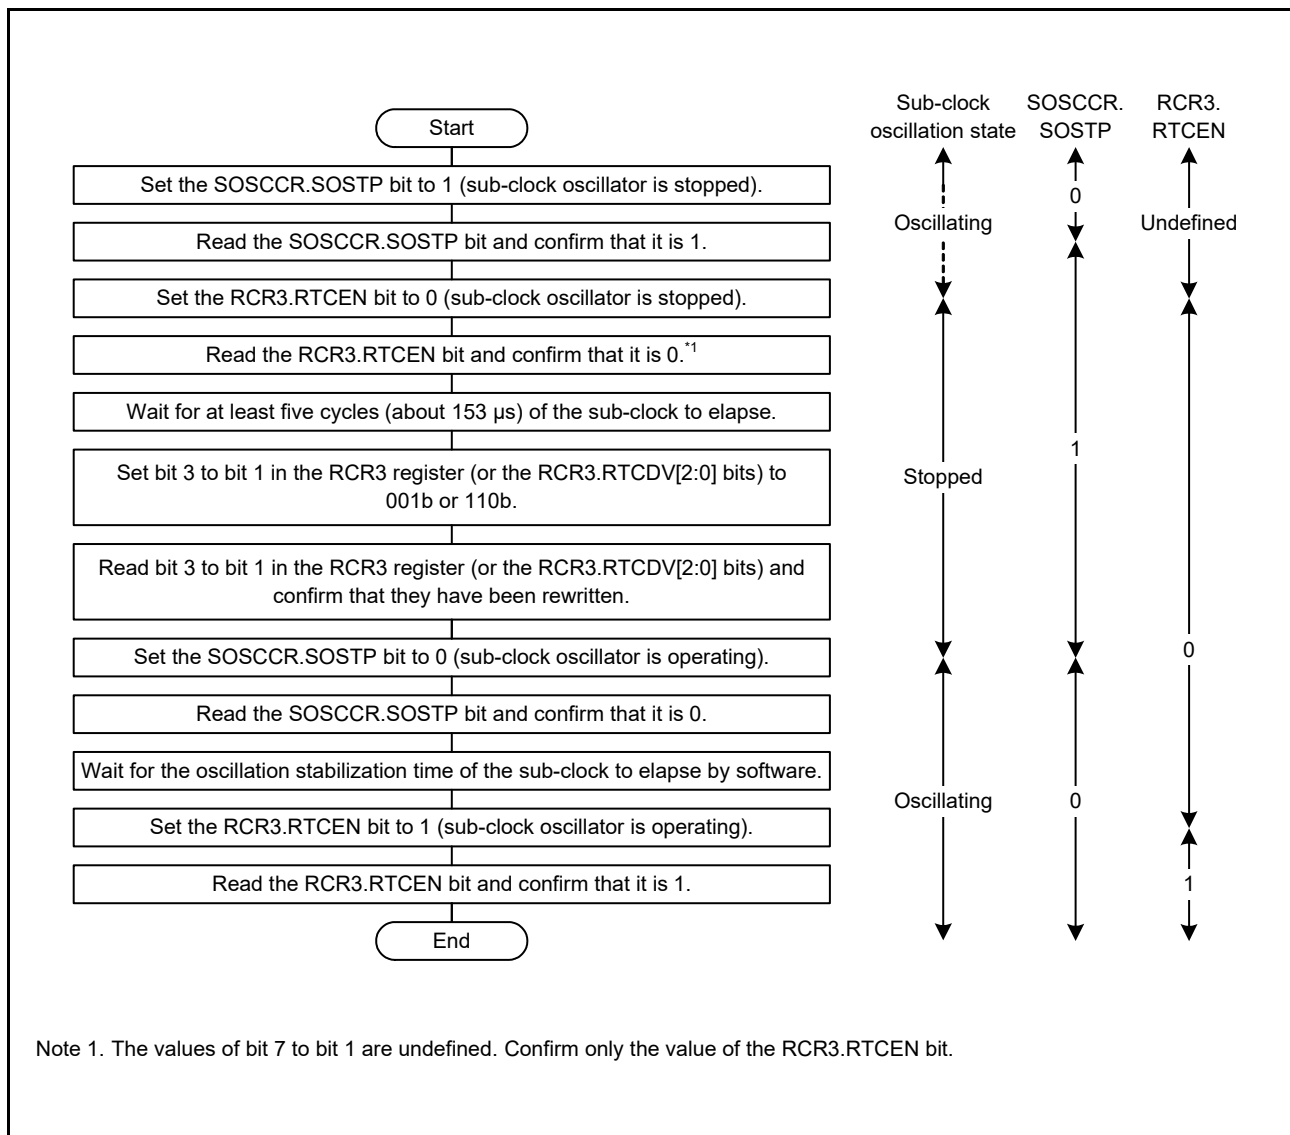 Sub-clock
oscillation state
SOSCCR.
SOSTP
RCR3.
RTCEN
Start
Set the SOSCCR.SOSTP bit to 1 (sub-clock oscillator is stopped).
0
Oscillating
Undefined
Read the SOSCCR.SOSTP bit and confirm that it is 1.
Set the RCR3.RTCEN bit to 0 (sub-clock oscillator is stopped).
Read the RCR3.RTCEN bit and confirm that it is 0.*1
Wait for at least five cycles (about 153 µs) of the sub-clock to elapse.
1
Set bit 3 to bit 1 in the RCR3 register (or the RCR3.RTCDV[2:0] bits) to
001b or 110b.
Stopped
Read bit 3 to bit 1 in the RCR3 register (or the RCR3.RTCDV[2:0] bits) and
confirm that they have been rewritten.
Set the SOSCCR.SOSTP bit to 0 (sub-clock oscillator is operating).
0
Read the SOSCCR.SOSTP bit and confirm that it is 0.
Wait for the oscillation stabilization time of the sub-clock to elapse by software.
Oscillating
0
Set the RCR3.RTCEN bit to 1 (sub-clock oscillator is operating).
Read the RCR3.RTCEN bit and confirm that it is 1.
1
End
Note 1. The values of bit 7 to bit 1 are undefined. Confirm only the value of the RCR3.RTCEN bit.